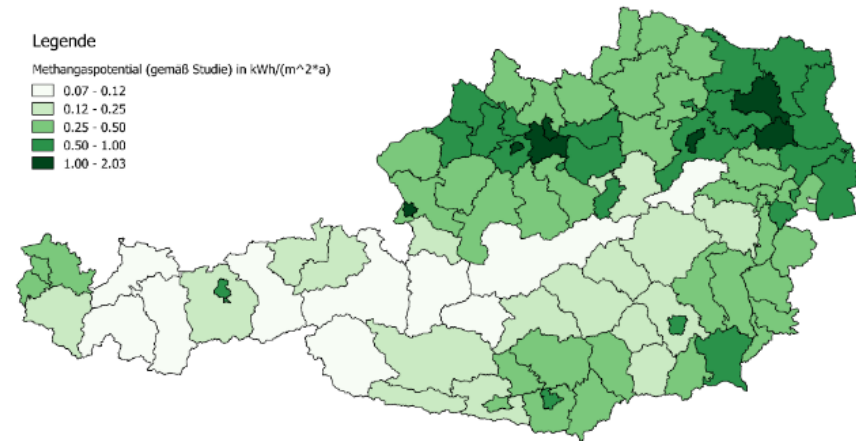 Legende
Methangaspotential (gemäß Studie) in kWh/(m^2*a)
0.07 - 0.12
0.12 - 0.25
0.25 - 0.50
0.50 - 1.00
1.00 - 2.03